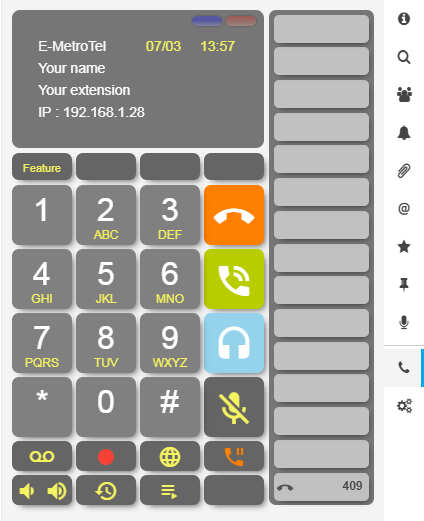 E-MetroTel 07/03 13:57
Your name
Your extension
IP : 192.168.1.28
Feature
1 2 3
ABC DEF
4 5 6
GHI JKL MNO
7 8 9
PQRS TUV WXYZ
* 0 #
409
@